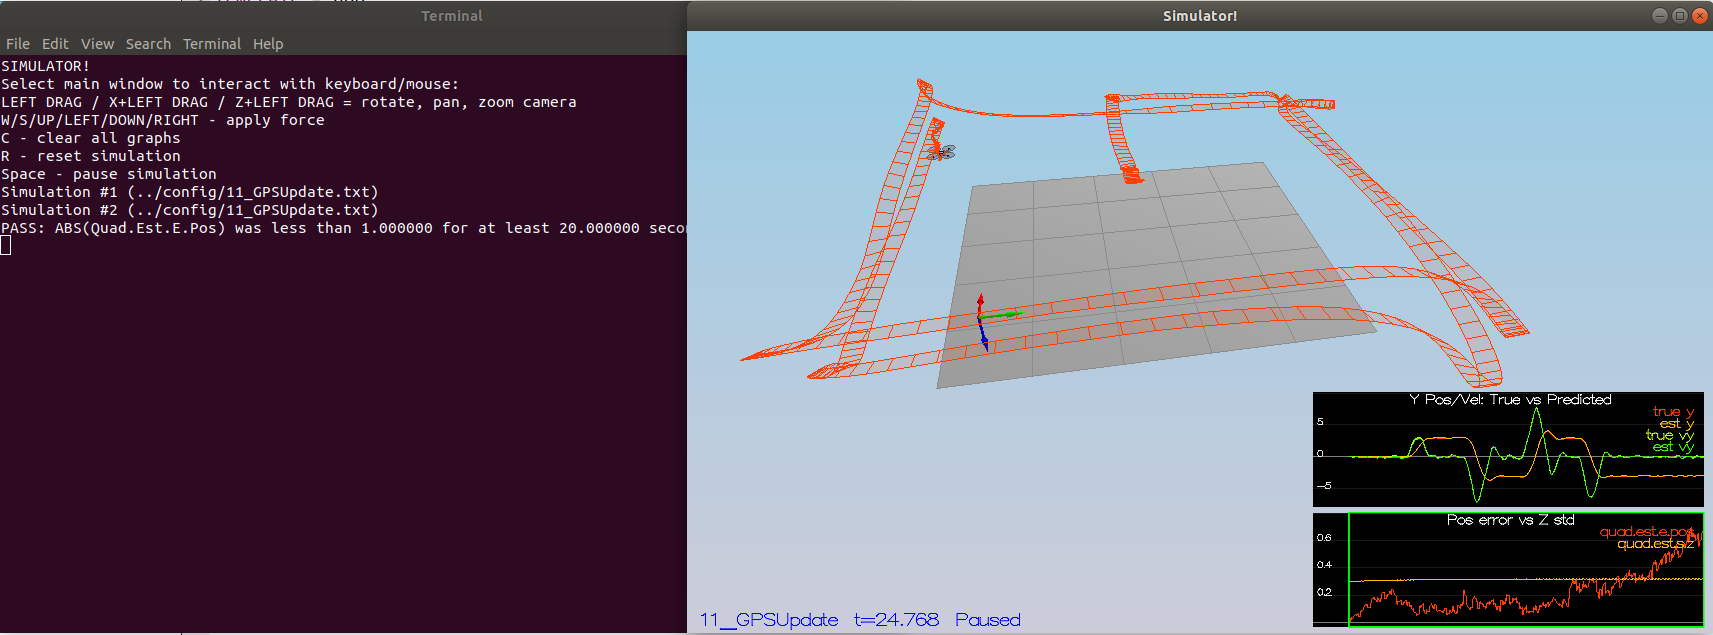 Terminal
File Edit View Search Terminal Help
SIMULATOR!
Select main window to interact with keyboard/mouse:
LEFT DRAG / X+LEFT DRAG / Z+LEFT DRAG = rotate, pan, zoom camera
W/S/UP/LEFT/DOWN/RIGHT - apply force
C - clear all graphs
R - reset simulation
Space - pause simulation
Simulation #1 (../config/11_GPSUpdate.txt)
Simulation #2 (../config/11_GPSUpdate.txt)
PASS: ABS(Quad.Est.E.Pos) was less than 1.000000 for at least 20.000000 secon
Simulator!
Y Pos/Vel: True vs Predicted
true y
est y
true vy
est vy
5
0
-5
Pos error vs Z std
quad.est.e.pos
quad.est.s.z
0.6
0.4
0.2
11_GPSUpdate t=24.768 Paused